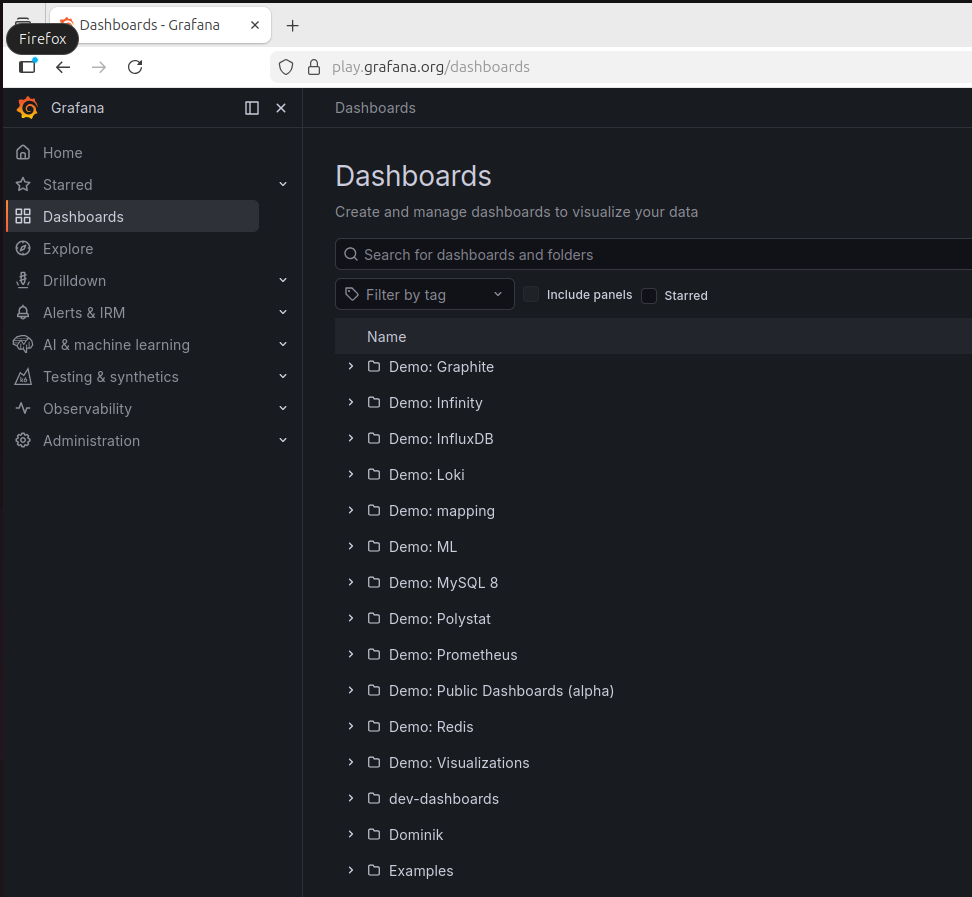 Dashboards - Grafana
Firefox
play.grafana.org/dashboards
Grafana
Dashboards
Home
Starred
Dashboards
Explore
Drilldown
Alerts & IRM
AI & machine learning
Testing & synthetics
Observability
Administration
Dashboards
Create and manage dashboards to visualize your data
Search for dashboards and folders
Filter by tag
Include panels
Starred
Name
Demo: Graphite
Demo: Infinity
Demo: InfluxDB
Demo: Loki
Demo: mapping
Demo: ML
Demo: MySQL 8
Demo: Polystat
Demo: Prometheus
Demo: Public Dashboards (alpha)
Demo: Redis
Demo: Visualizations
dev-dashboards
Dominik
Examples